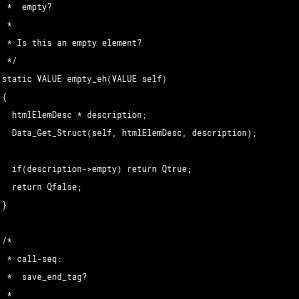 *  empty?
 *
 * Is this an empty element?
 */
static VALUE empty_eh(VALUE self)
{
  htmlElemDesc * description;
  Data_Get_Struct(self, htmlElemDesc, description);

  if(description->empty) return Qtrue;
  return Qfalse;
}

/*
 * call-seq:
 *  save_end_tag?
 *